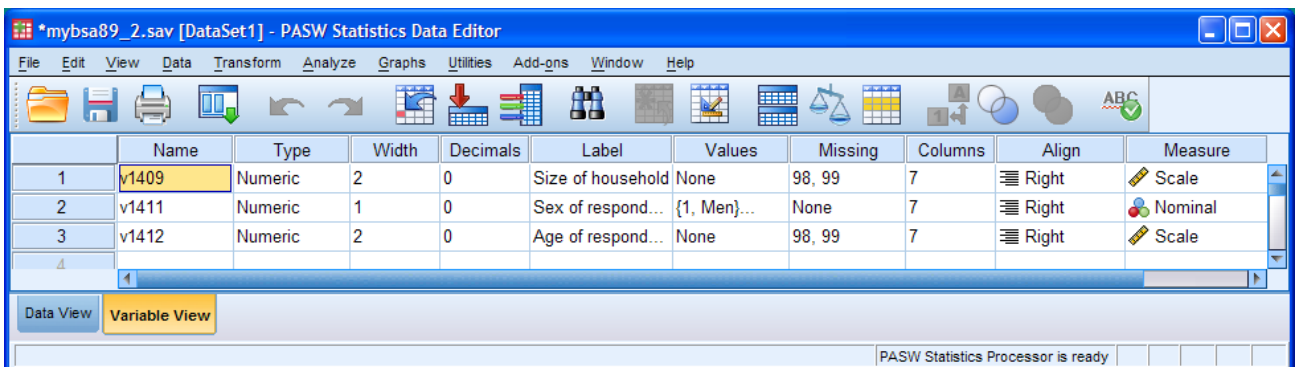 *mybsa89_2.sav [DataSet1] - PASW Statistics Data Editor
File Edit View Data Transform Analyze Graphs Utilities Add-ons Window Help
A 1 ABC
Name Type Width Decimals Label Values Missing Columns Align Measure
1 v1409 Numeric 2 0 Size of household None 98, 99 7 Right Scale
2 v1411 Numeric 1 0 Sex of respond... {1, Men}... None 7 Right Nominal
3 v1412 Numeric 2 0 Age of respond... None 98, 99 7 Right Scale
4
Data View Variable View
PASW Statistics Processor is ready